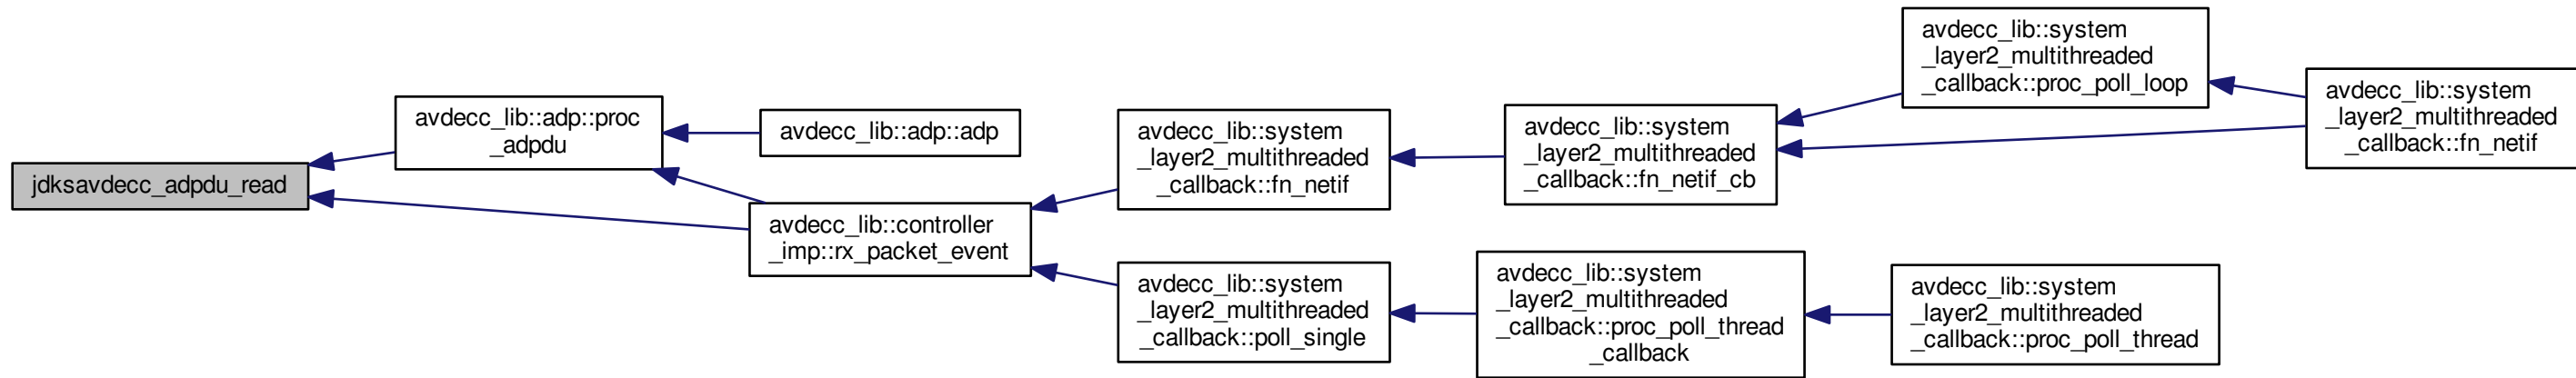 jdksavdecc_adpdu_read
avdecc_lib::adp::proc
_adpdu
avdecc_lib::adp::adp
avdecc_lib::controller
_imp::rx_packet_event
avdecc_lib::system
_layer2_multithreaded
_callback::fn_netif
avdecc_lib::system
_layer2_multithreaded
_callback::poll_single
avdecc_lib::system
_layer2_multithreaded
_callback::fn_netif_cb
avdecc_lib::system
_layer2_multithreaded
_callback::proc_poll_thread
_callback
avdecc_lib::system
_layer2_multithreaded
_callback::proc_poll_loop
avdecc_lib::system
_layer2_multithreaded
_callback::proc_poll_thread
avdecc_lib::system
_layer2_multithreaded
_callback::fn_netif